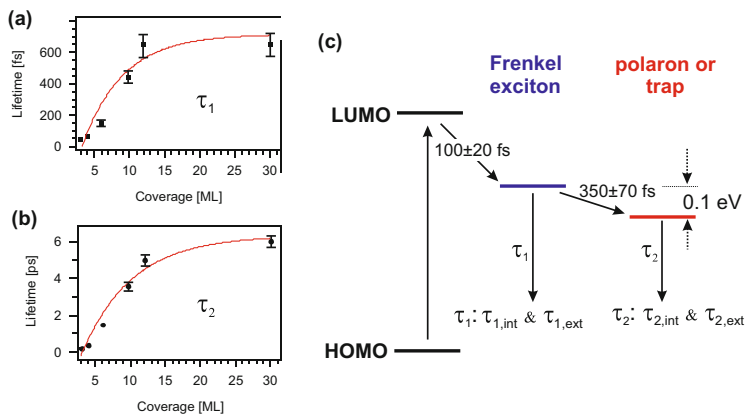 (a)
Lifetime [fs]
600
400
200
0
τ1
5 10 15 20 25 30
Coverage [ML]
(b)
Lifetime [ps]
6
4
2
0
τ2
5 10 15 20 25 30
Coverage [ML]
(c)
Frenkel
exciton
polaron or
trap
LUMO
100±20 fs
350±70 fs
0.1 eV
τ1
τ2
τ1: τ1,int & τ1,ext
τ2: τ2,int & τ2,ext
HOMO